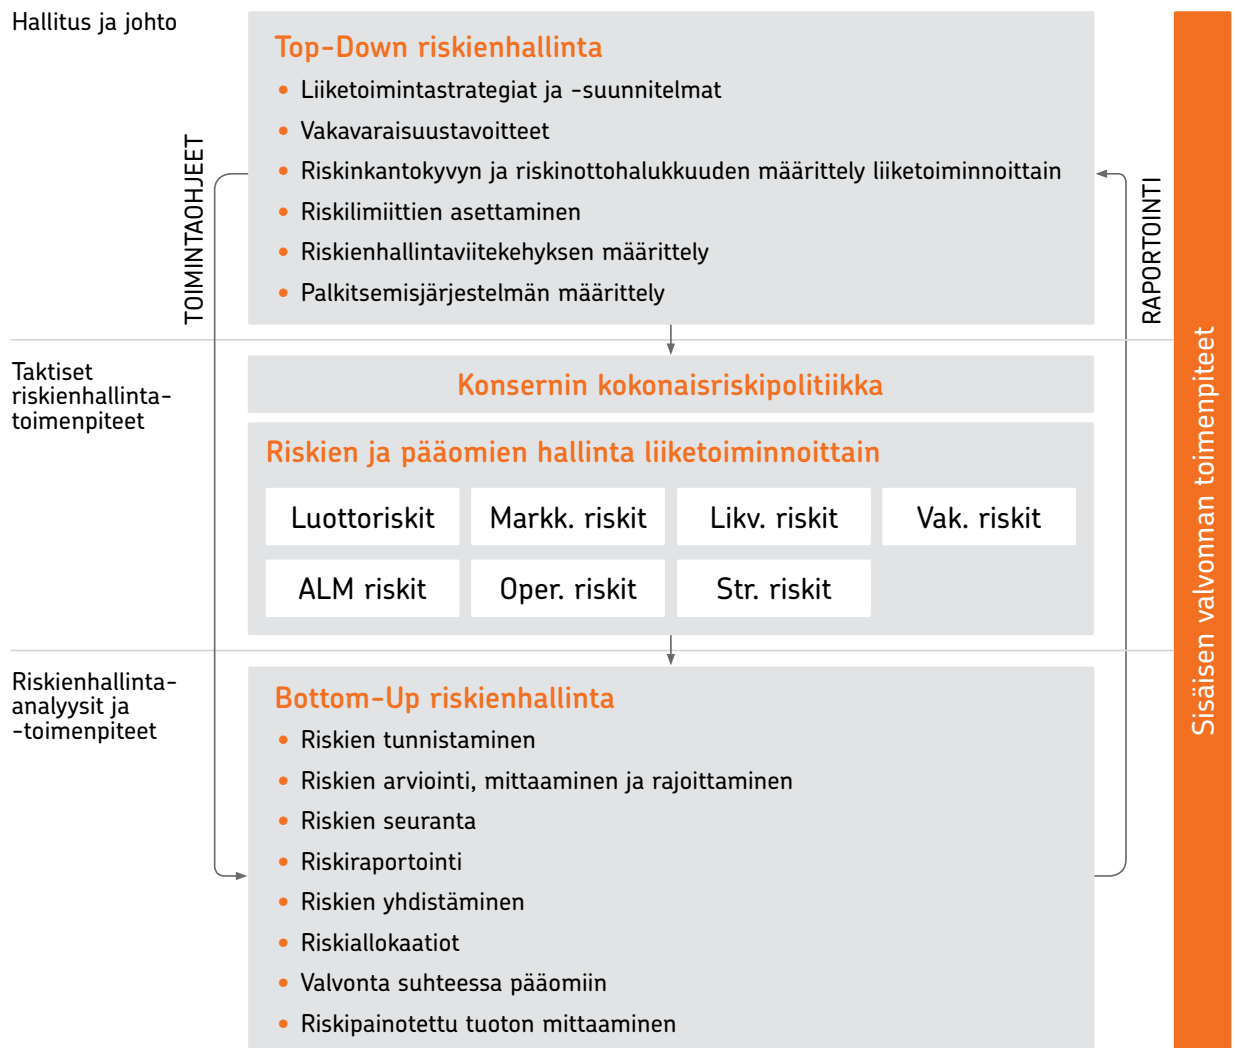 Hallitus ja johto
Top-Down riskienhallinta
• Liiketoimintastrategiat ja -suunnitelmat
• Vakavaraisuustavoitteet
• Riskinkantokyvyn ja riskinottohalukkuuden määrittely liiketoiminnoittain
• Riskilimiittien asettaminen
• Riskienhallintaviitekehyksen määrittely
• Palkitsemisjärjestelmän määrittely
TOIMINTAOHJEET
RAPORTOINTI
Sisäisen valvonnan toimenpiteet
Taktiset
riskienhallinta-
toimenpiteet
Konsernin kokonaisriskipolitiikka
Riskien ja pääomien hallinta liiketoiminnoittain
Luottoriskit
Markk. riskit
Likv. riskit
Vak. riskit
ALM riskit
Oper. riskit
Str. riskit
Riskienhallinta-
analyysit ja
-toimenpiteet
Bottom-Up riskienhallinta
• Riskien tunnistaminen
• Riskien arviointi, mittaaminen ja rajoittaminen
• Riskien seuranta
• Riskiraportointi
• Riskien yhdistäminen
• Riskiallokaatiot
• Valvonta suhteessa pääomiin
• Riskipainotettu tuoton mittaaminen